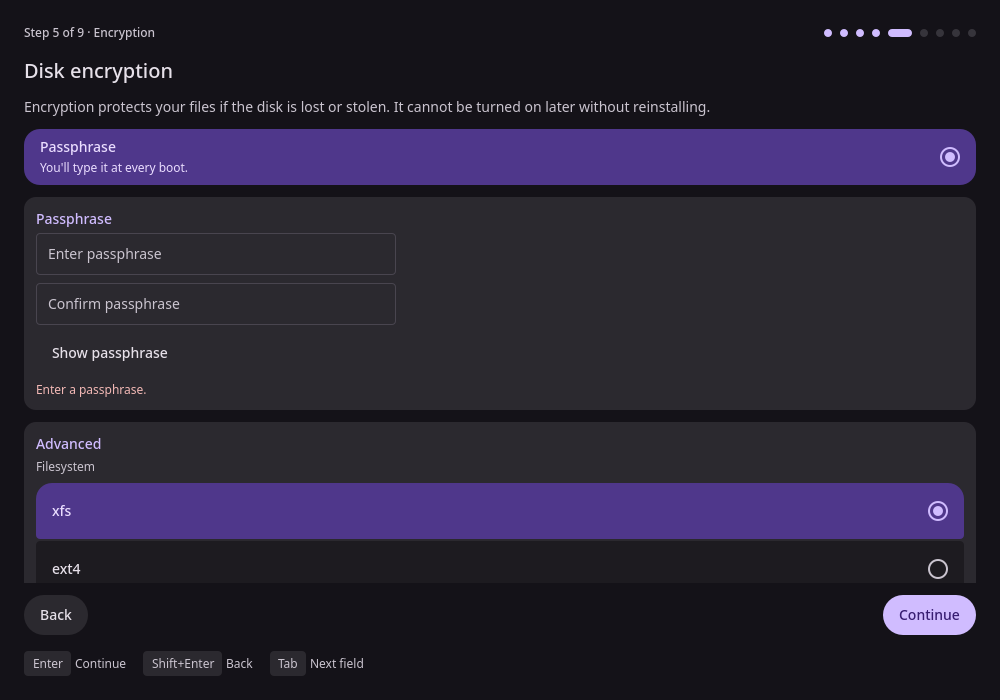 Step 5 of 9 · Encryption
Disk encryption
Encryption protects your files if the disk is lost or stolen. It cannot be turned on later without reinstalling.
Passphrase
You'll type it at every boot.
Passphrase
Enter passphrase
Confirm passphrase
Show passphrase
Enter a passphrase.
Advanced
Filesystem
xfs
ext4
Back
Continue
Enter Continue Shift+Enter Back Tab Next field